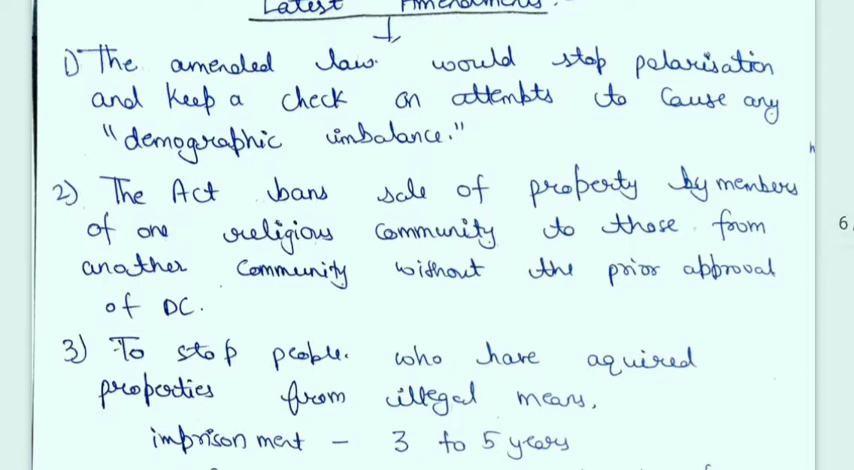 Latest Amendments.
1) The amended law would stop polarisation
and keep a check on attempts to cause any
"demographic imbalance."
2) The Act bans sale of property by members
of one religious community to those from
another community without the prior approval
of DC.
3) To stop people who have aquired
properties from illegal means,
imprisonment - 3 to 5 years
6.
h